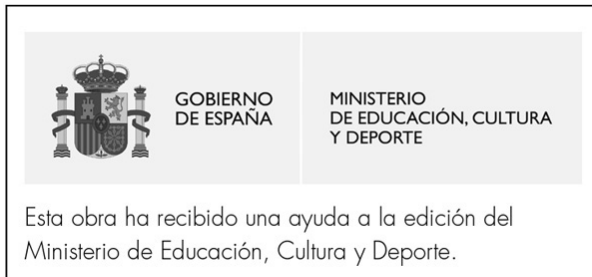 GOBIERNO
DE ESPAÑA
MINISTERIO
DE EDUCACIÓN, CULTURA
Y DEPORTE
Esta obra ha recibido una ayuda a la edición del
Ministerio de Educación, Cultura y Deporte.